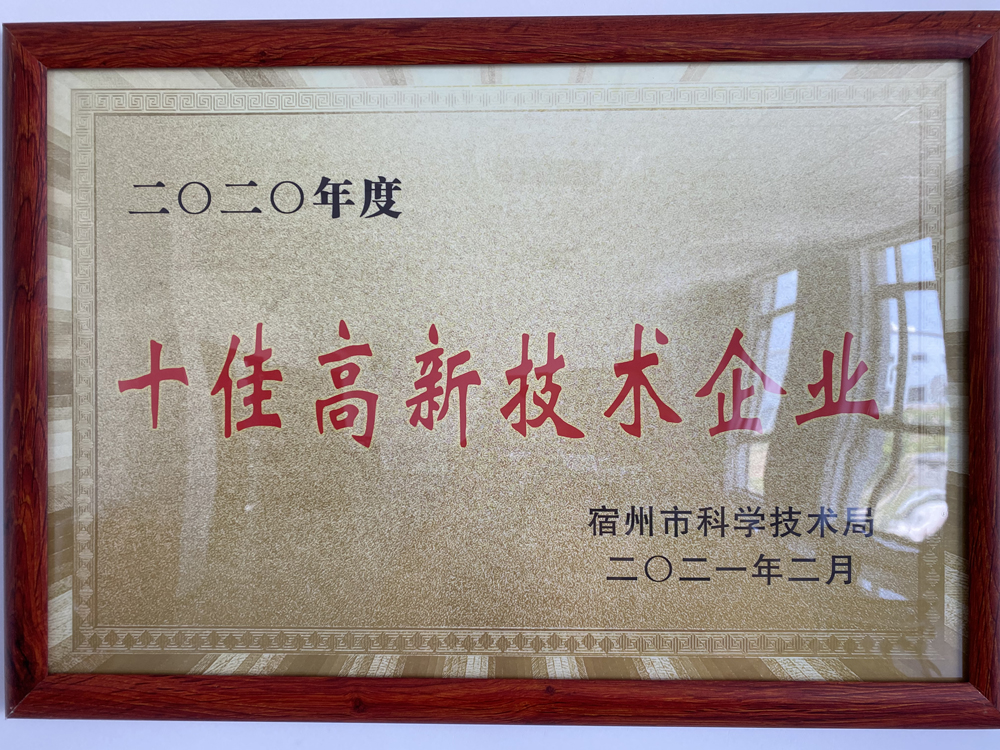 二〇二〇年度
十佳高新技术企业
宿州市科学技术局
二〇二一年二月